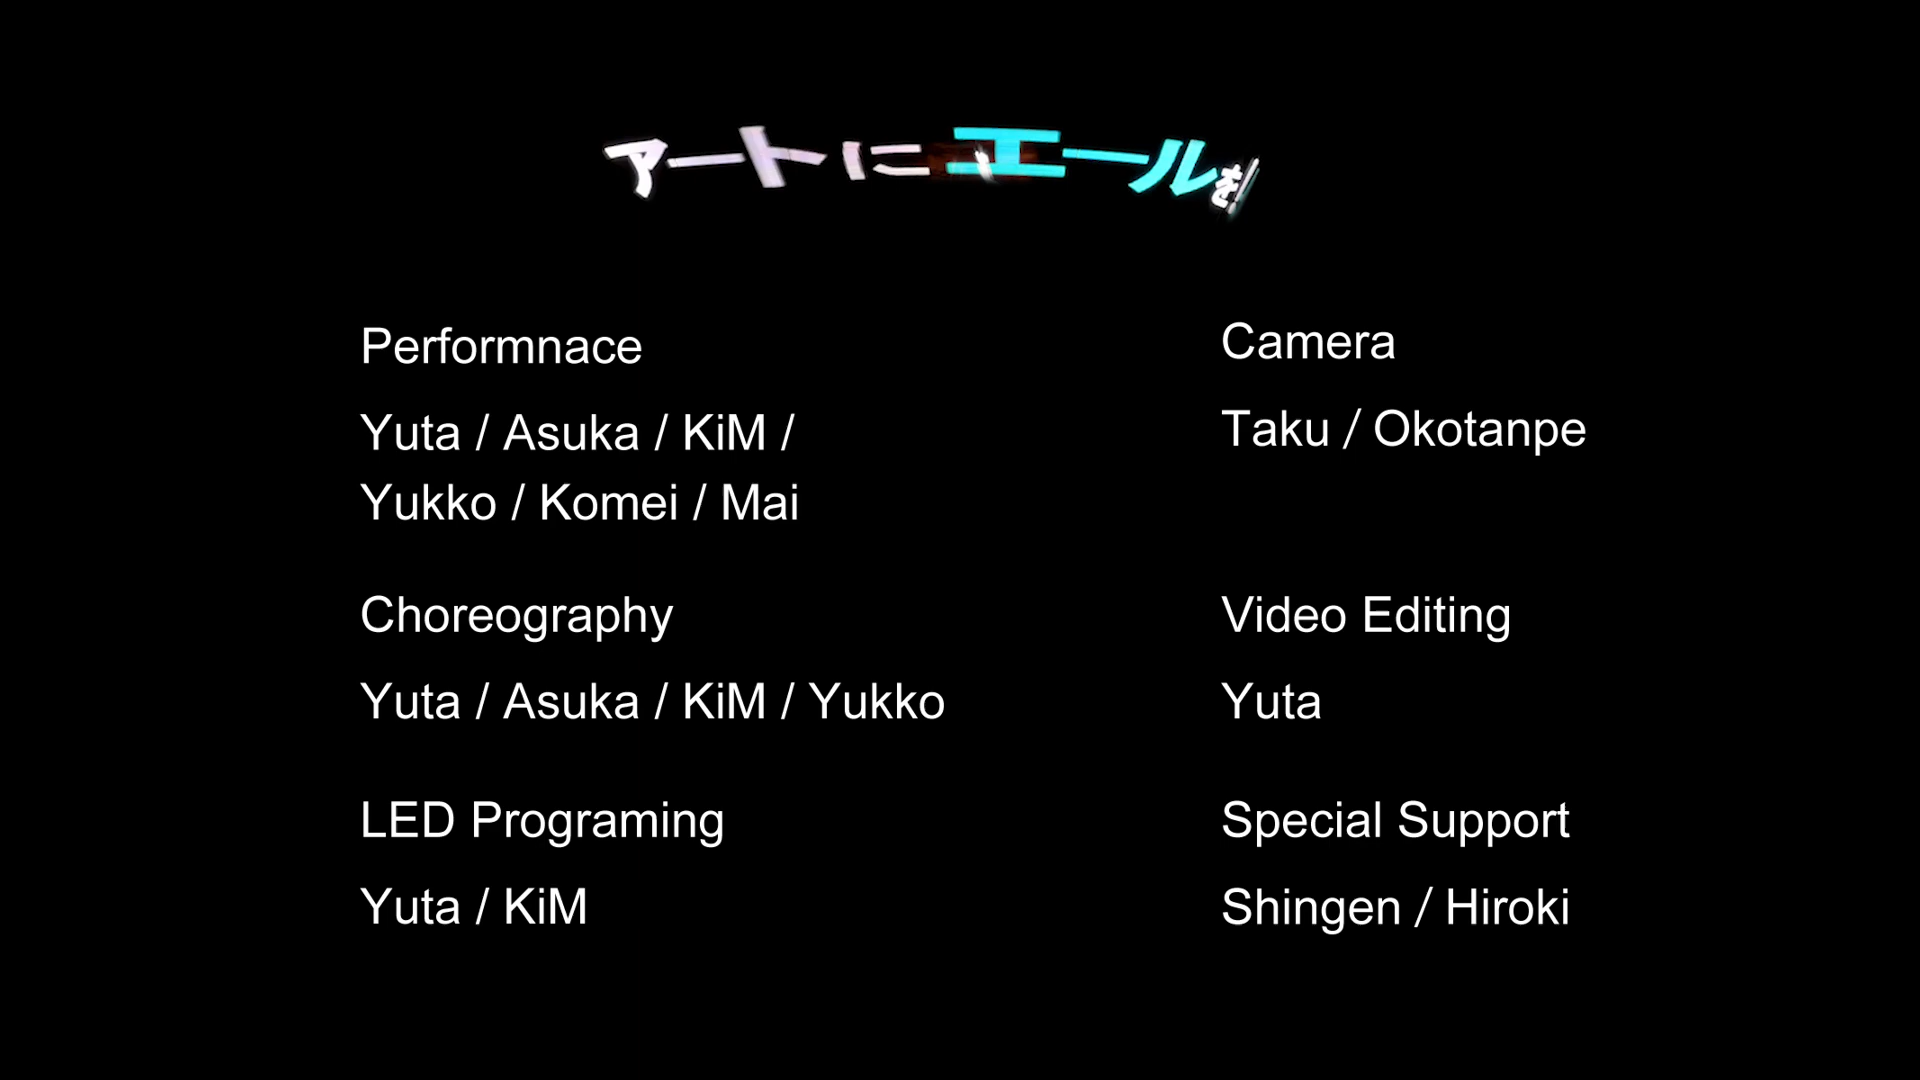 アートにエールを!
Performnace
Yuta / Asuka / KiM /
Yukko / Komei / Mai
Choreography
Yuta / Asuka / KiM / Yukko
LED Programing
Yuta / KiM
Camera
Taku / Okotanpe
Video Editing
Yuta
Special Support
Shingen / Hiroki